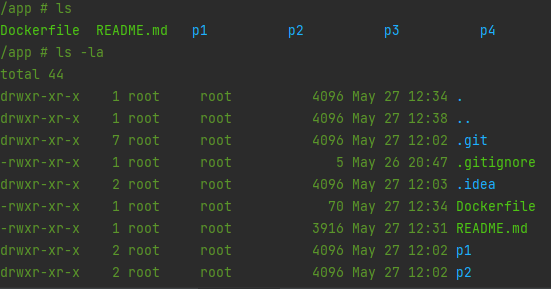 /app # ls
Dockerfile  README.md   p1          p2          p3          p4
/app # ls -la
total 44
drwxr-xr-x    1 root     root          4096 May 27 12:34 .
drwxr-xr-x    1 root     root          4096 May 27 12:38 ..
drwxr-xr-x    7 root     root          4096 May 27 12:02 .git
-rwxr-xr-x    1 root     root             5 May 26 20:47 .gitignore
drwxr-xr-x    2 root     root          4096 May 27 12:03 .idea
-rwxr-xr-x    1 root     root            70 May 27 12:34 Dockerfile
-rwxr-xr-x    1 root     root          3916 May 27 12:31 README.md
drwxr-xr-x    2 root     root          4096 May 27 12:02 p1
drwxr-xr-x    2 root     root          4096 May 27 12:02 p2